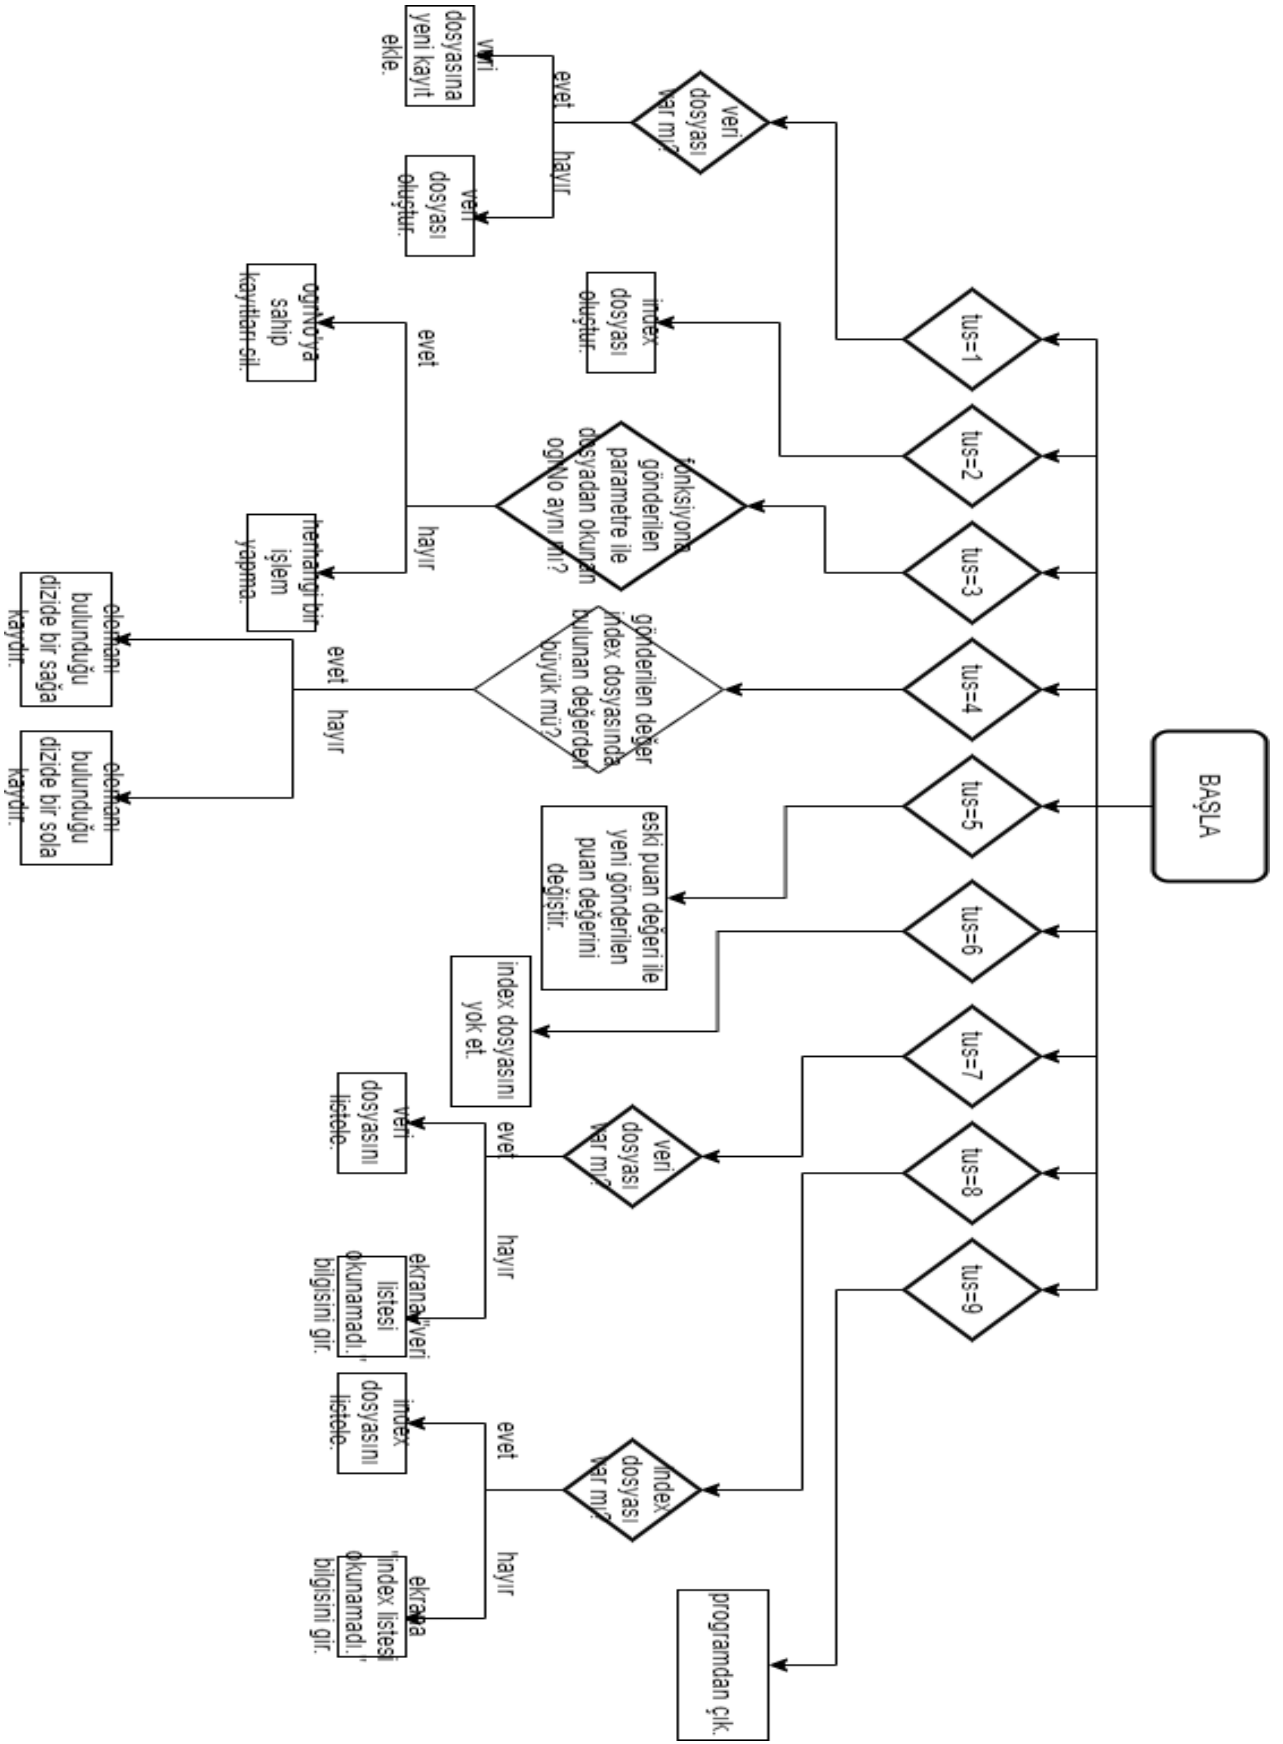 BAŞLA
tus=1
tus=2
tus=3
tus=4
tus=5
tus=6
tus=7
tus=8
tus=9
veri
dosyası
var mı?
evet
hayır
veri
dosyasına
yeni kayıt
ekle.
veri
dosyası
oluştur.
index
dosyası
oluştur.
fonksiyona
gönderilen
parametre ile
dosyadan okunan
ogrNo aynı mı?
evet
hayır
ogrNo'ya
sahip
kayıtları sil.
herhangi bir
işlem
yapma.
gönderilen değer
index dosyasında
bulunan değerden
büyük mü?
evet
hayır
elemanı
bulunduğu
dizide bir sağa
kaydır.
elemanı
bulunduğu
dizide bir sola
kaydır.
eski puan değeri ile
yeni gönderilen
puan değerini
değiştir.
index dosyasını
yok et.
veri
dosyası
var mı?
evet
hayır
veri
dosyasını
listele.
ekrana"veri
listesi
okunamadı."
bilgisini gir.
index
dosyası
var mı?
evet
hayır
index
dosyasını
listele.
ekrana
"index listesi
okunamadı."
bilgisini gir.
programdan çık.